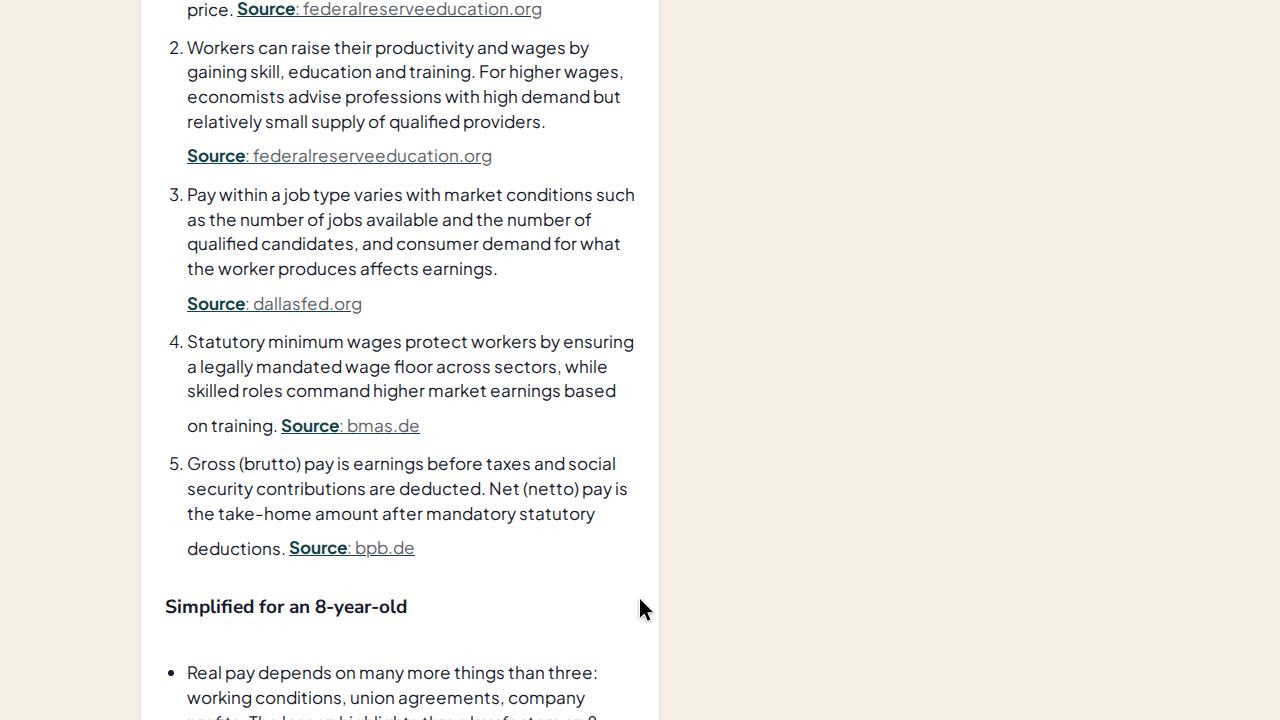 price. Source: federalreserveeducation.org
2. Workers can raise their productivity and wages by
gaining skill, education and training. For higher wages,
economists advise professions with high demand but
relatively small supply of qualified providers.
Source: federalreserveeducation.org
3. Pay within a job type varies with market conditions such
as the number of jobs available and the number of
qualified candidates, and consumer demand for what
the worker produces affects earnings.
Source: dallasfed.org
4. Statutory minimum wages protect workers by ensuring
a legally mandated wage floor across sectors, while
skilled roles command higher market earnings based
on training. Source: bmas.de
5. Gross (brutto) pay is earnings before taxes and social
security contributions are deducted. Net (netto) pay is
the take-home amount after mandatory statutory
deductions. Source: bpb.de
Simplified for an 8-year-old
• Real pay depends on many more things than three:
working conditions, union agreements, company